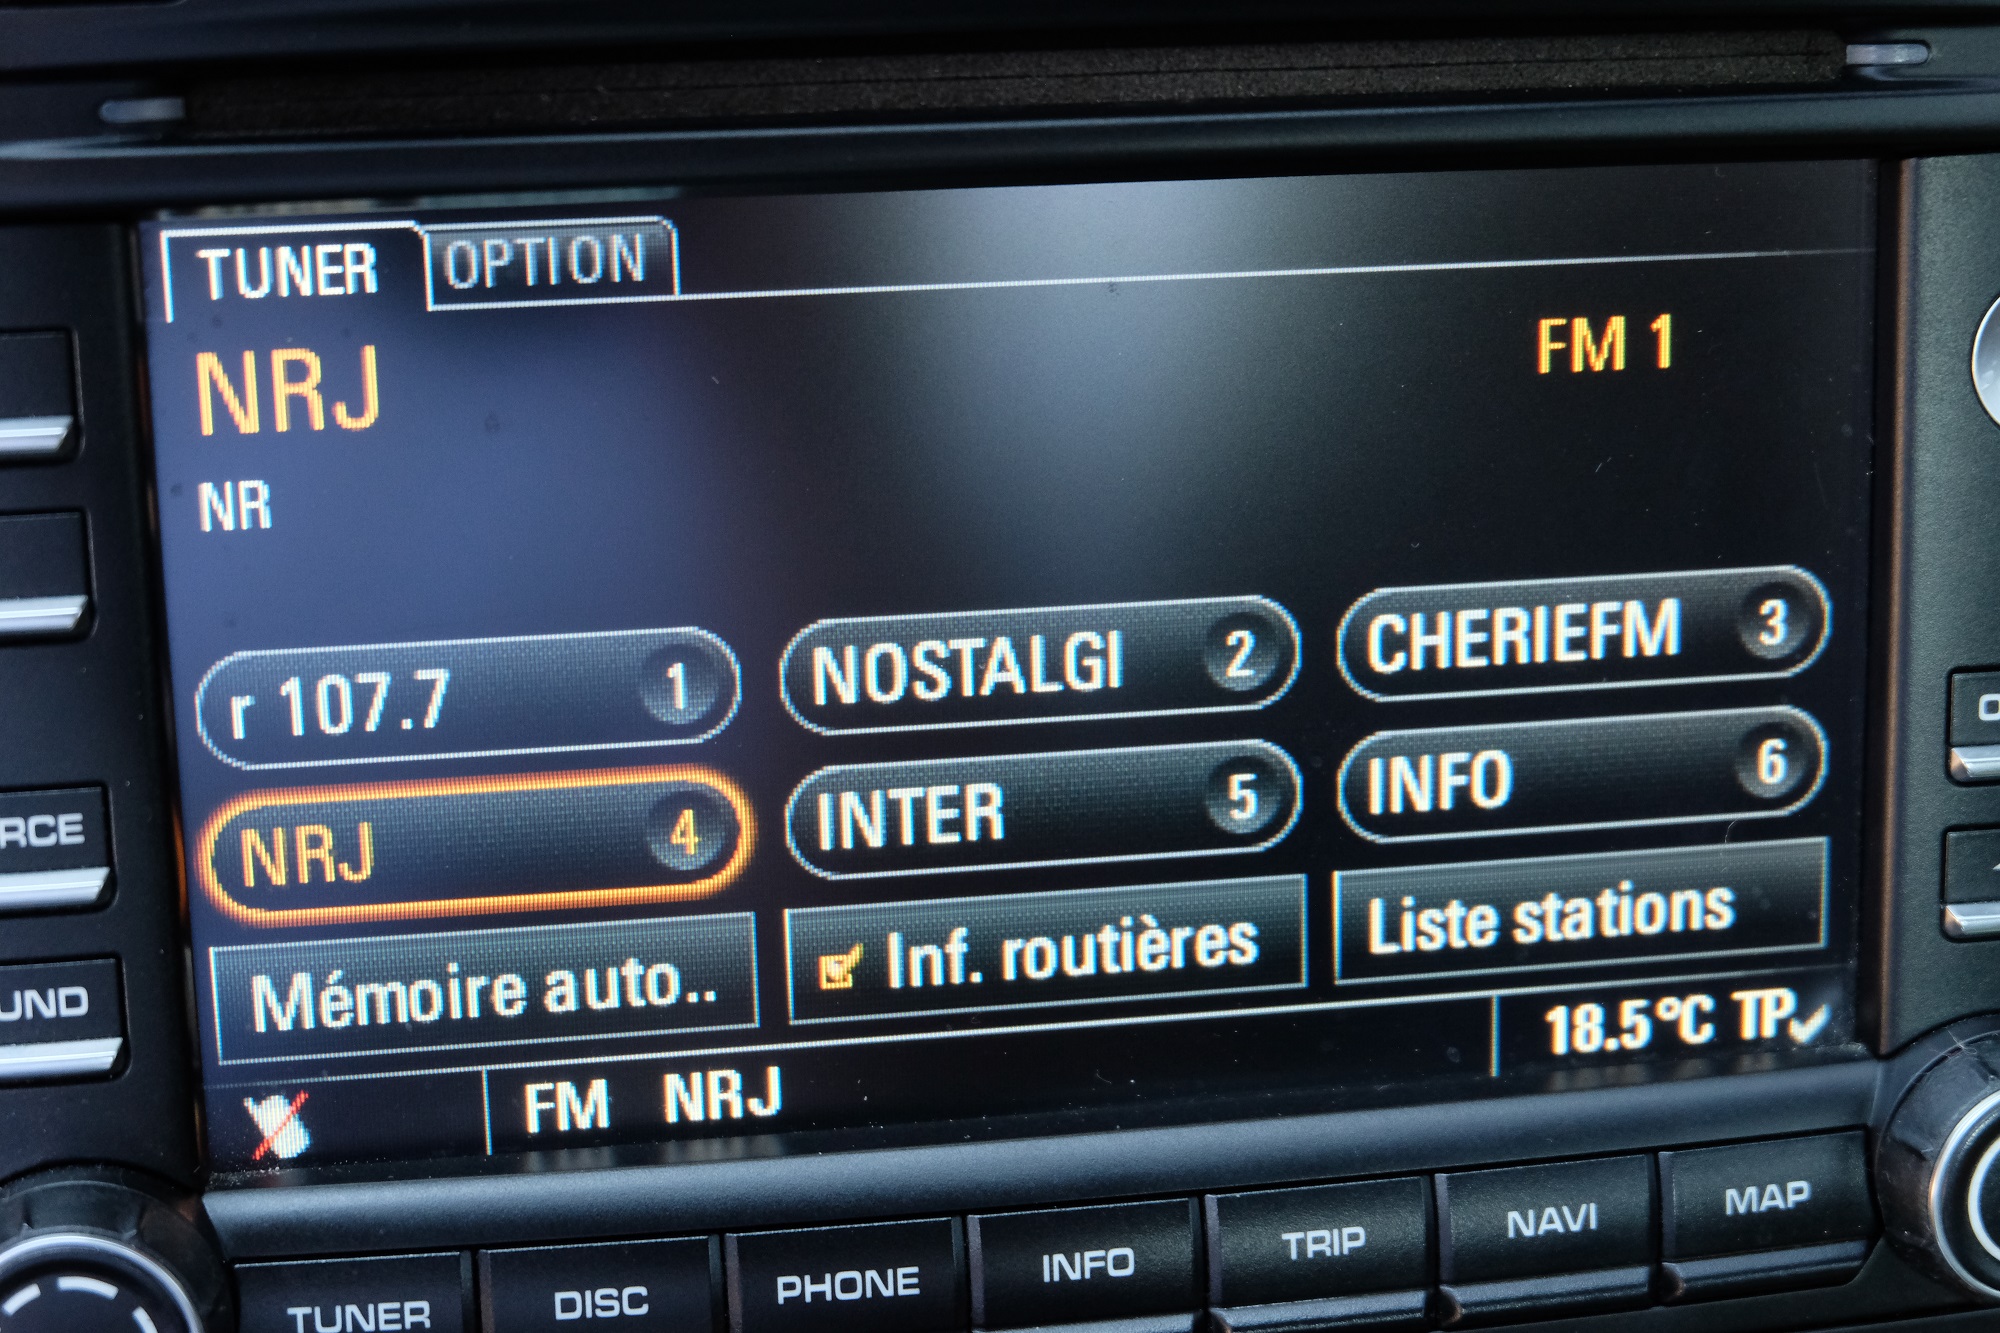 TUNER OPTION
NRJ FM 1
NR
r 107.7 1 NOSTALGI 2 CHERIEFM 3
NRJ 4 INTER 5 INFO 6
Mémoire auto.. Inf. routières Liste stations
FM NRJ 18.5°C TP
RCE
UND
TUNER DISC PHONE INFO TRIP NAVI MAP